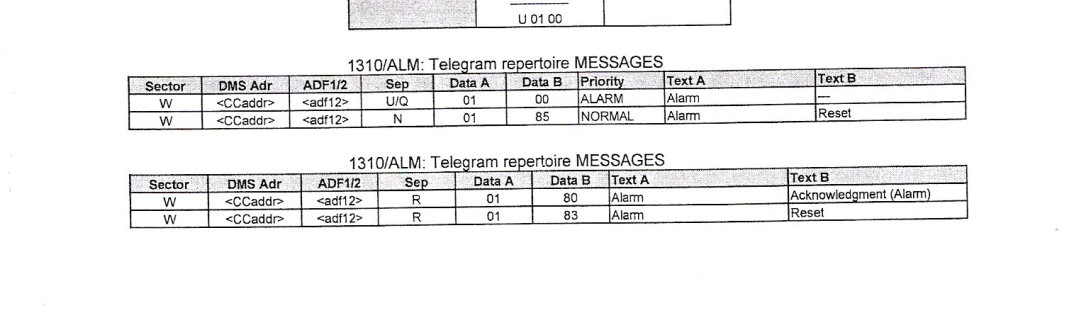 U 01 00
1310/ALM: Telegram repertoire MESSAGES
Sector DMS Adr ADF1/2 Sep Data A Data B Priority Text A Text B
W <CCaddr> <adf12> U/Q 01 00 ALARM Alarm —
W <CCaddr> <adf12> N 01 85 NORMAL Alarm Reset
1310/ALM: Telegram repertoire MESSAGES
Sector DMS Adr ADF1/2 Sep Data A Data B Text A Text B
W <CCaddr> <adf12> R 01 80 Alarm Acknowledgment (Alarm)
W <CCaddr> <adf12> R 01 83 Alarm Reset